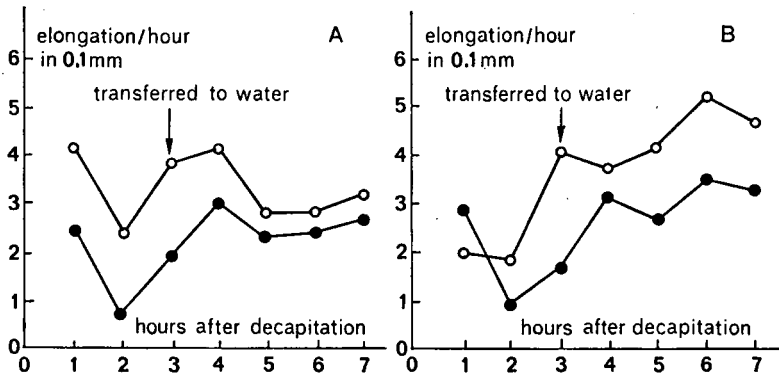 elongation/hour
in 0.1mm
A
transferred to water
6
5
4
3
2
1
0
hours after decapitation
0 1 2 3 4 5 6 7
elongation/hour
in 0.1mm
B
transferred to water
6
5
4
3
2
1
0
hours after decapitation
0 1 2 3 4 5 6 7